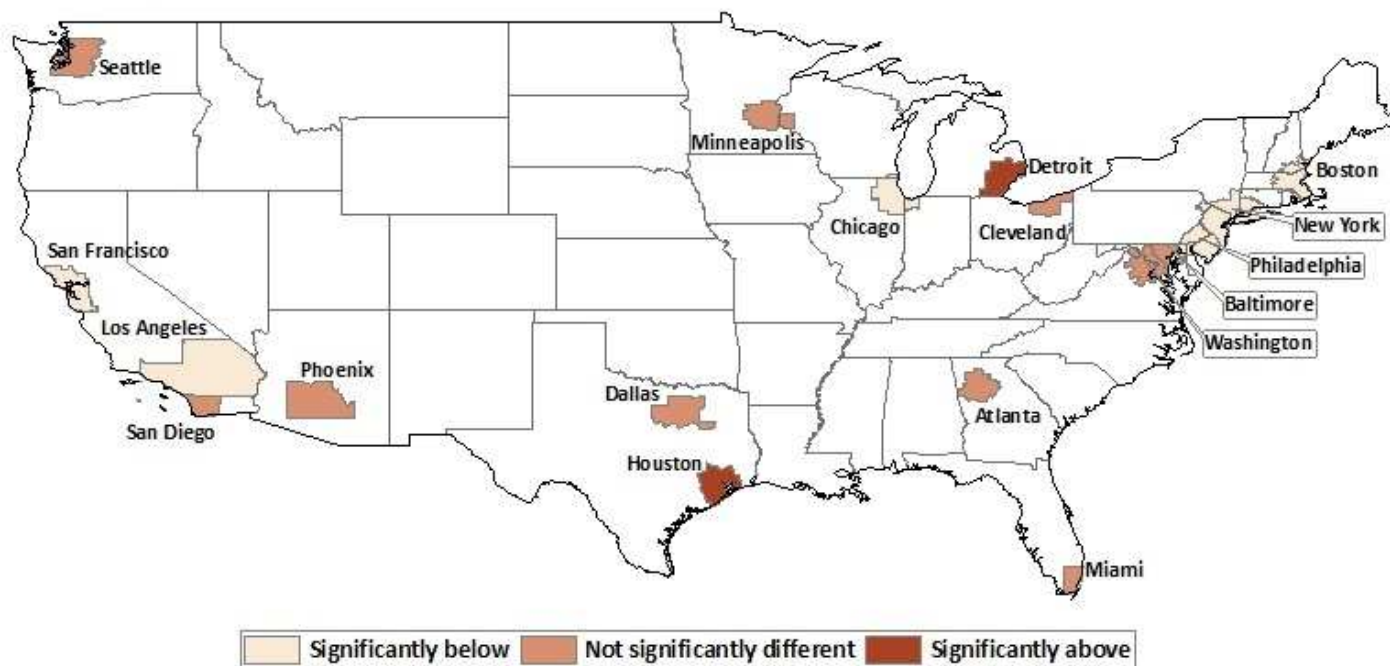 Seattle
Minneapolis
Detroit
Boston
Chicago
Cleveland
New York
San Francisco
Philadelphia
Baltimore
Los Angeles
Washington
Phoenix
Dallas
Atlanta
San Diego
Houston
Miami
Significantly below Not significantly different Significantly above